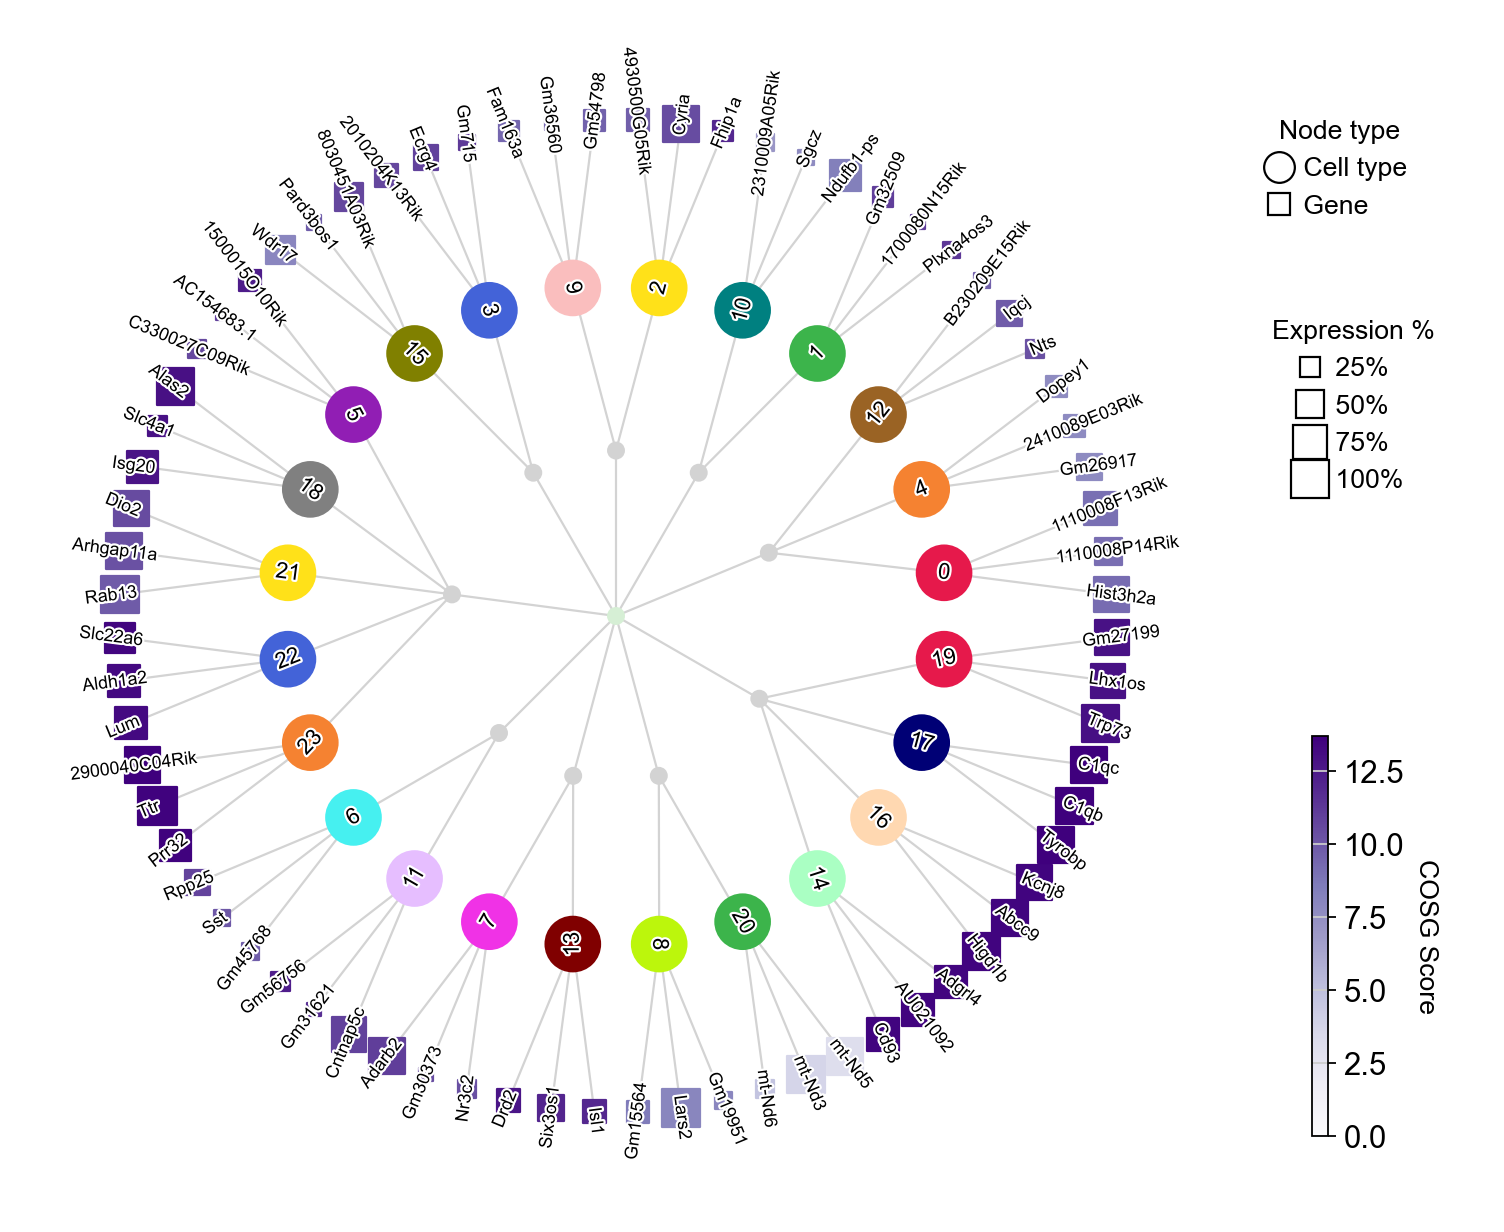 Node type
Cell type
Gene
Expression %
25%
50%
75%
100%
COSG Score
12.5
10.0
7.5
5.0
2.5
0.0
4930500G05Rik
Cyria
Fhip1a
2310009A05Rik
Sgcz
Ndufb1-ps
Gm32509
1700080N15Rik
Plxna4os3
B230209E15Rik
Iqcj
Nts
Dopey1
2410089E03Rik
Gm26917
1110008F13Rik
1110008P14Rik
Hist3h2a
Gm27199
Lhx1os
Trp73
C1qc
C1qb
Tyrobp
Kcnj8
Abcc9
Higd1b
Adgrl4
AU021092
Cd93
mt-Nd5
mt-Nd3
mt-Nd6
Gm19951
Lars2
Gm15564
Isl1
Six3os1
Drd2
Nr3c2
Gm30373
Adarb2
Cntnap5c
Gm31621
Gm56756
Gm45768
Sst
Rpp25
Prr32
Ttr
2900040C04Rik
Lum
Aldh1a2
Slc22a6
Rab13
Arhgap11a
Dio2
Isg20
Slc4a1
Alas2
C330027C09Rik
AC154683.1
1500015O10Rik
Wdr17
Pard3bos1
8030451A03Rik
2010204K13Rik
Ecrg4
Gm715
Fam163a
Gm36560
Gm54798
2
10
1
12
4
0
19
17
16
14
20
8
13
7
11
6
23
22
21
18
5
15
3
9